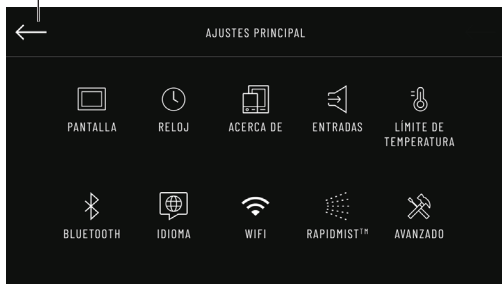 AJUSTES PRINCIPAL
PANTALLA
RELOJ
ACERCA DE
ENTRADAS
LÍMITE DE
TEMPERATURA
BLUETOOTH
IDIOMA
WIFI
RAPIDMIST™
AVANZADO